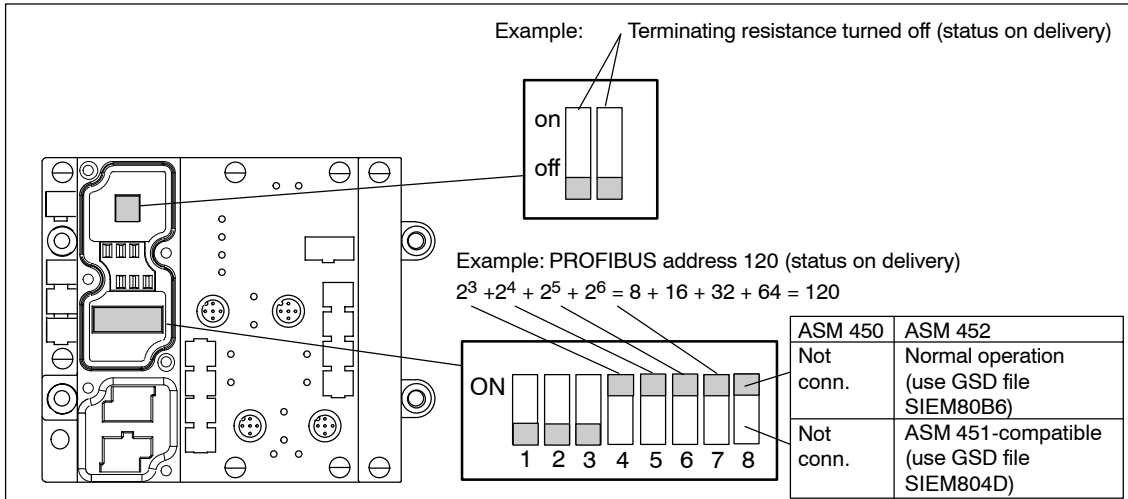 Example: Terminating resistance turned off (status on delivery)
on
off
Example: PROFIBUS address 120 (status on delivery)
2³ +2⁴ + 2⁵ + 2⁶ = 8 + 16 + 32 + 64 = 120
ON
1 2 3 4 5 6 7 8
ASM 450 ASM 452
Not conn. Normal operation
(use GSD file
SIEM80B6)
Not conn. ASM 451-compatible
(use GSD file
SIEM804D)